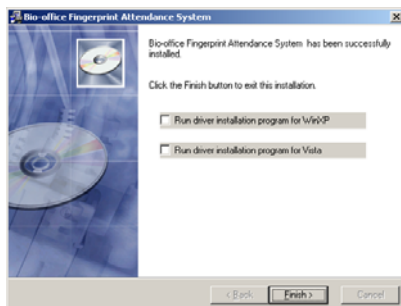 Bio-office Fingerprint Attendance System
Bio-office Fingerprint Attendance System has been successfully
installed.
Click the Finish button to exit this installation.
Run driver installation program for WinXP
Run driver installation program for Vista
< Back
Finish >
Cancel